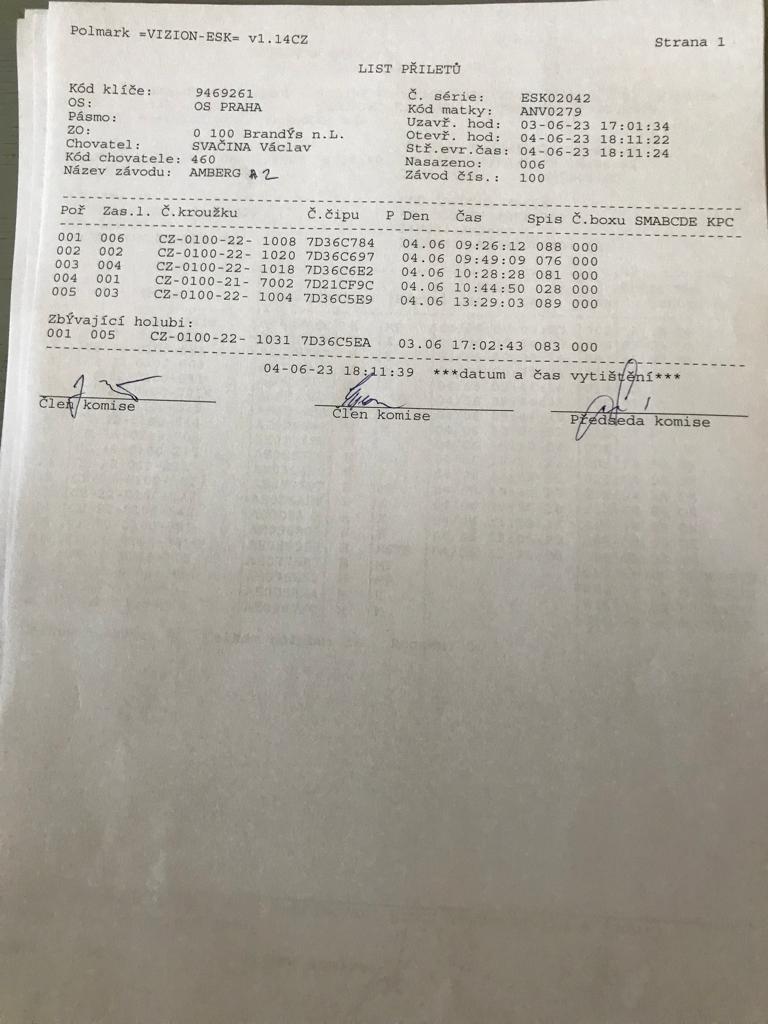 Polmark =VIZION-ESK= v1.14CZ
Strana 1
LIST PŘILETŮ
Kód klíče: 9469261
OS: OS PRAHA
Pásmo:
ZO: 0 100 Brandýs n.L.
Chovatel: SVAČINA Václav
Kód chovatele: 460
Název závodu: AMBERG A2
Č. série: ESK02042
Kód matky: ANV0279
Uzavř. hod: 03-06-23 17:01:34
Otevř. hod: 04-06-23 18:11:22
Stř.evr.čas: 04-06-23 18:11:24
Nasazeno: 006
Závod čís.: 100
Poř Zas.l. Č.kroužku Č.čipu P Den Čas Spis Č.boxu SMABCDE KPC
001 006 CZ-0100-22- 1008 7D36C784 04.06 09:26:12 088 000
002 002 CZ-0100-22- 1020 7D36C697 04.06 09:49:09 076 000
003 004 CZ-0100-22- 1018 7D36C6E2 04.06 10:28:28 081 000
004 001 CZ-0100-21- 7002 7D21CF9C 04.06 10:44:50 028 000
005 003 CZ-0100-22- 1004 7D36C5E9 04.06 13:29:03 089 000
Zbývající holubi:
001 005 CZ-0100-22- 1031 7D36C5EA 03.06 17:02:43 083 000
04-06-23 18:11:39 ***datum a čas vytištění***
Člen komise
Člen komise
Předseda komise